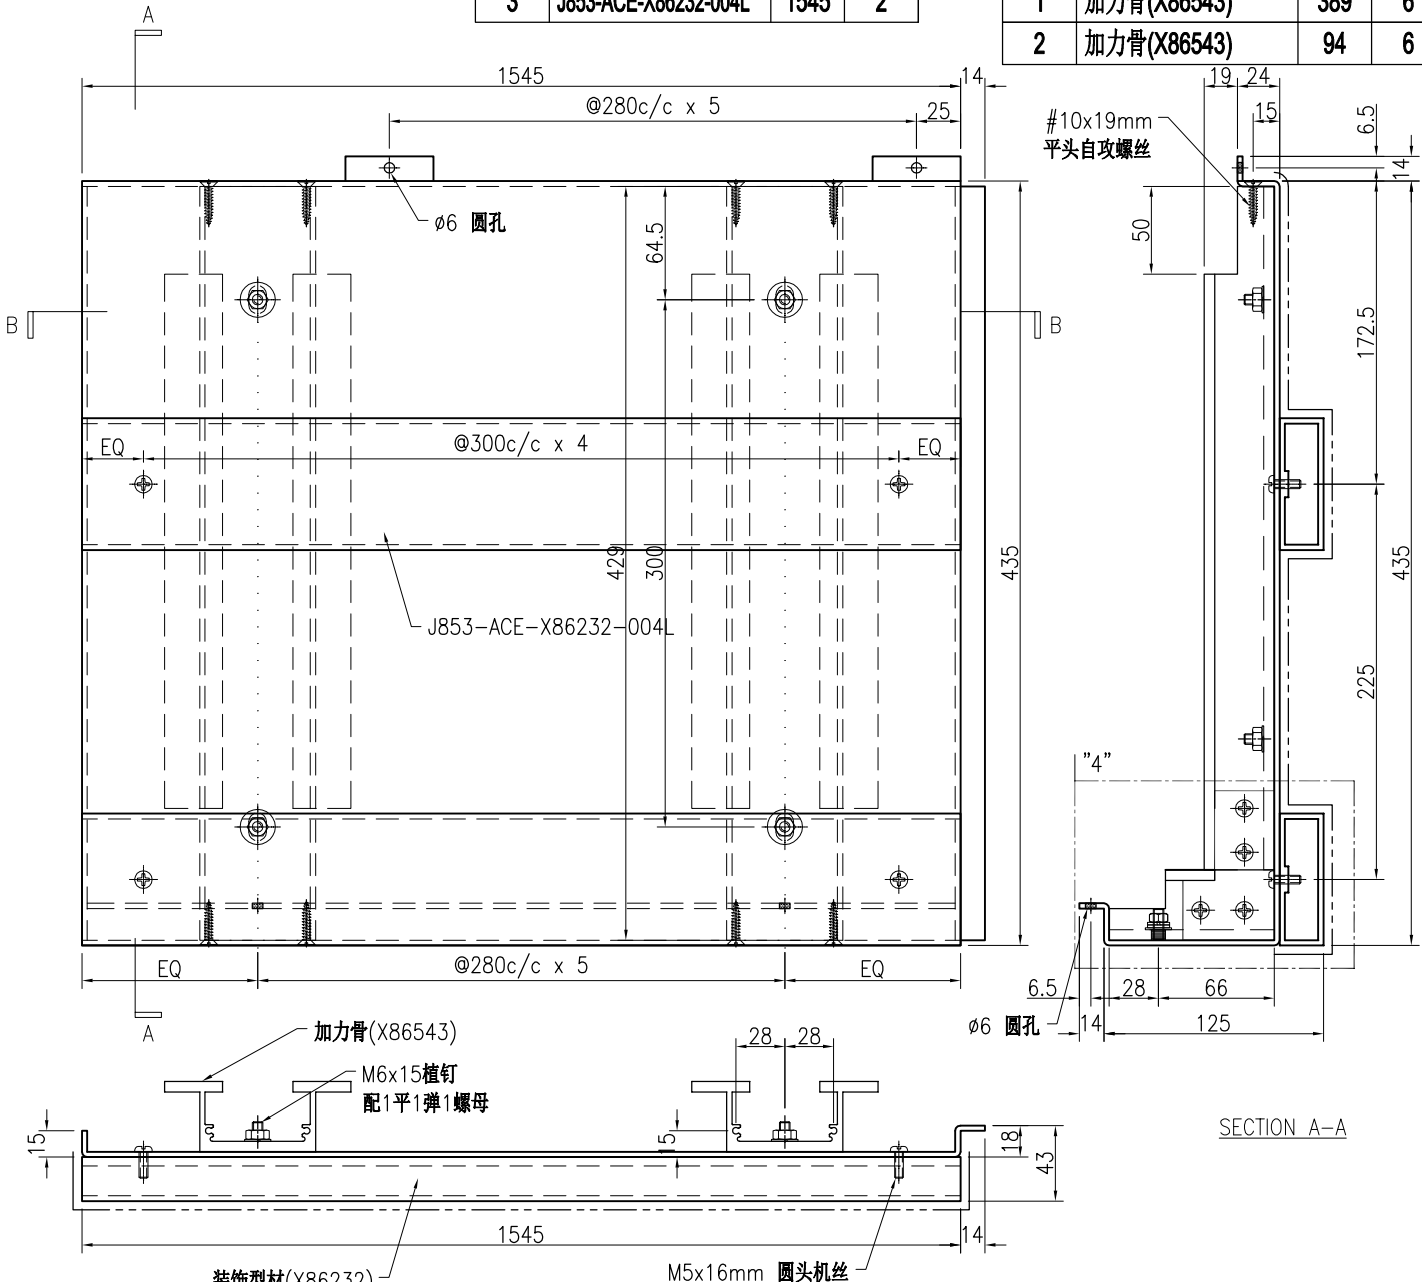 3 J853-ACE-X86232-004L 1545 2
1 加力骨(X86543) 389 6
2 加力骨(X86543) 94 6
A
1545
14
19
24
@280c/c x 5
25
#10x19mm
平头自攻螺丝
15
6.5
14
ø6 圆孔
64.5
50
B
B
172.5
EQ
@300c/c x 4
EQ
429
300
435
435
J853-ACE-X86232-004L
225
"4"
EQ
@280c/c x 5
EQ
6.5
28
66
ø6 圆孔
14
125
A
加力骨(X86543)
28
28
M6x15植钉
配1平1弹1螺母
15
15
18
43
SECTION A-A
1545
14
装饰型材(X86232)
M5x16mm 圆头机丝